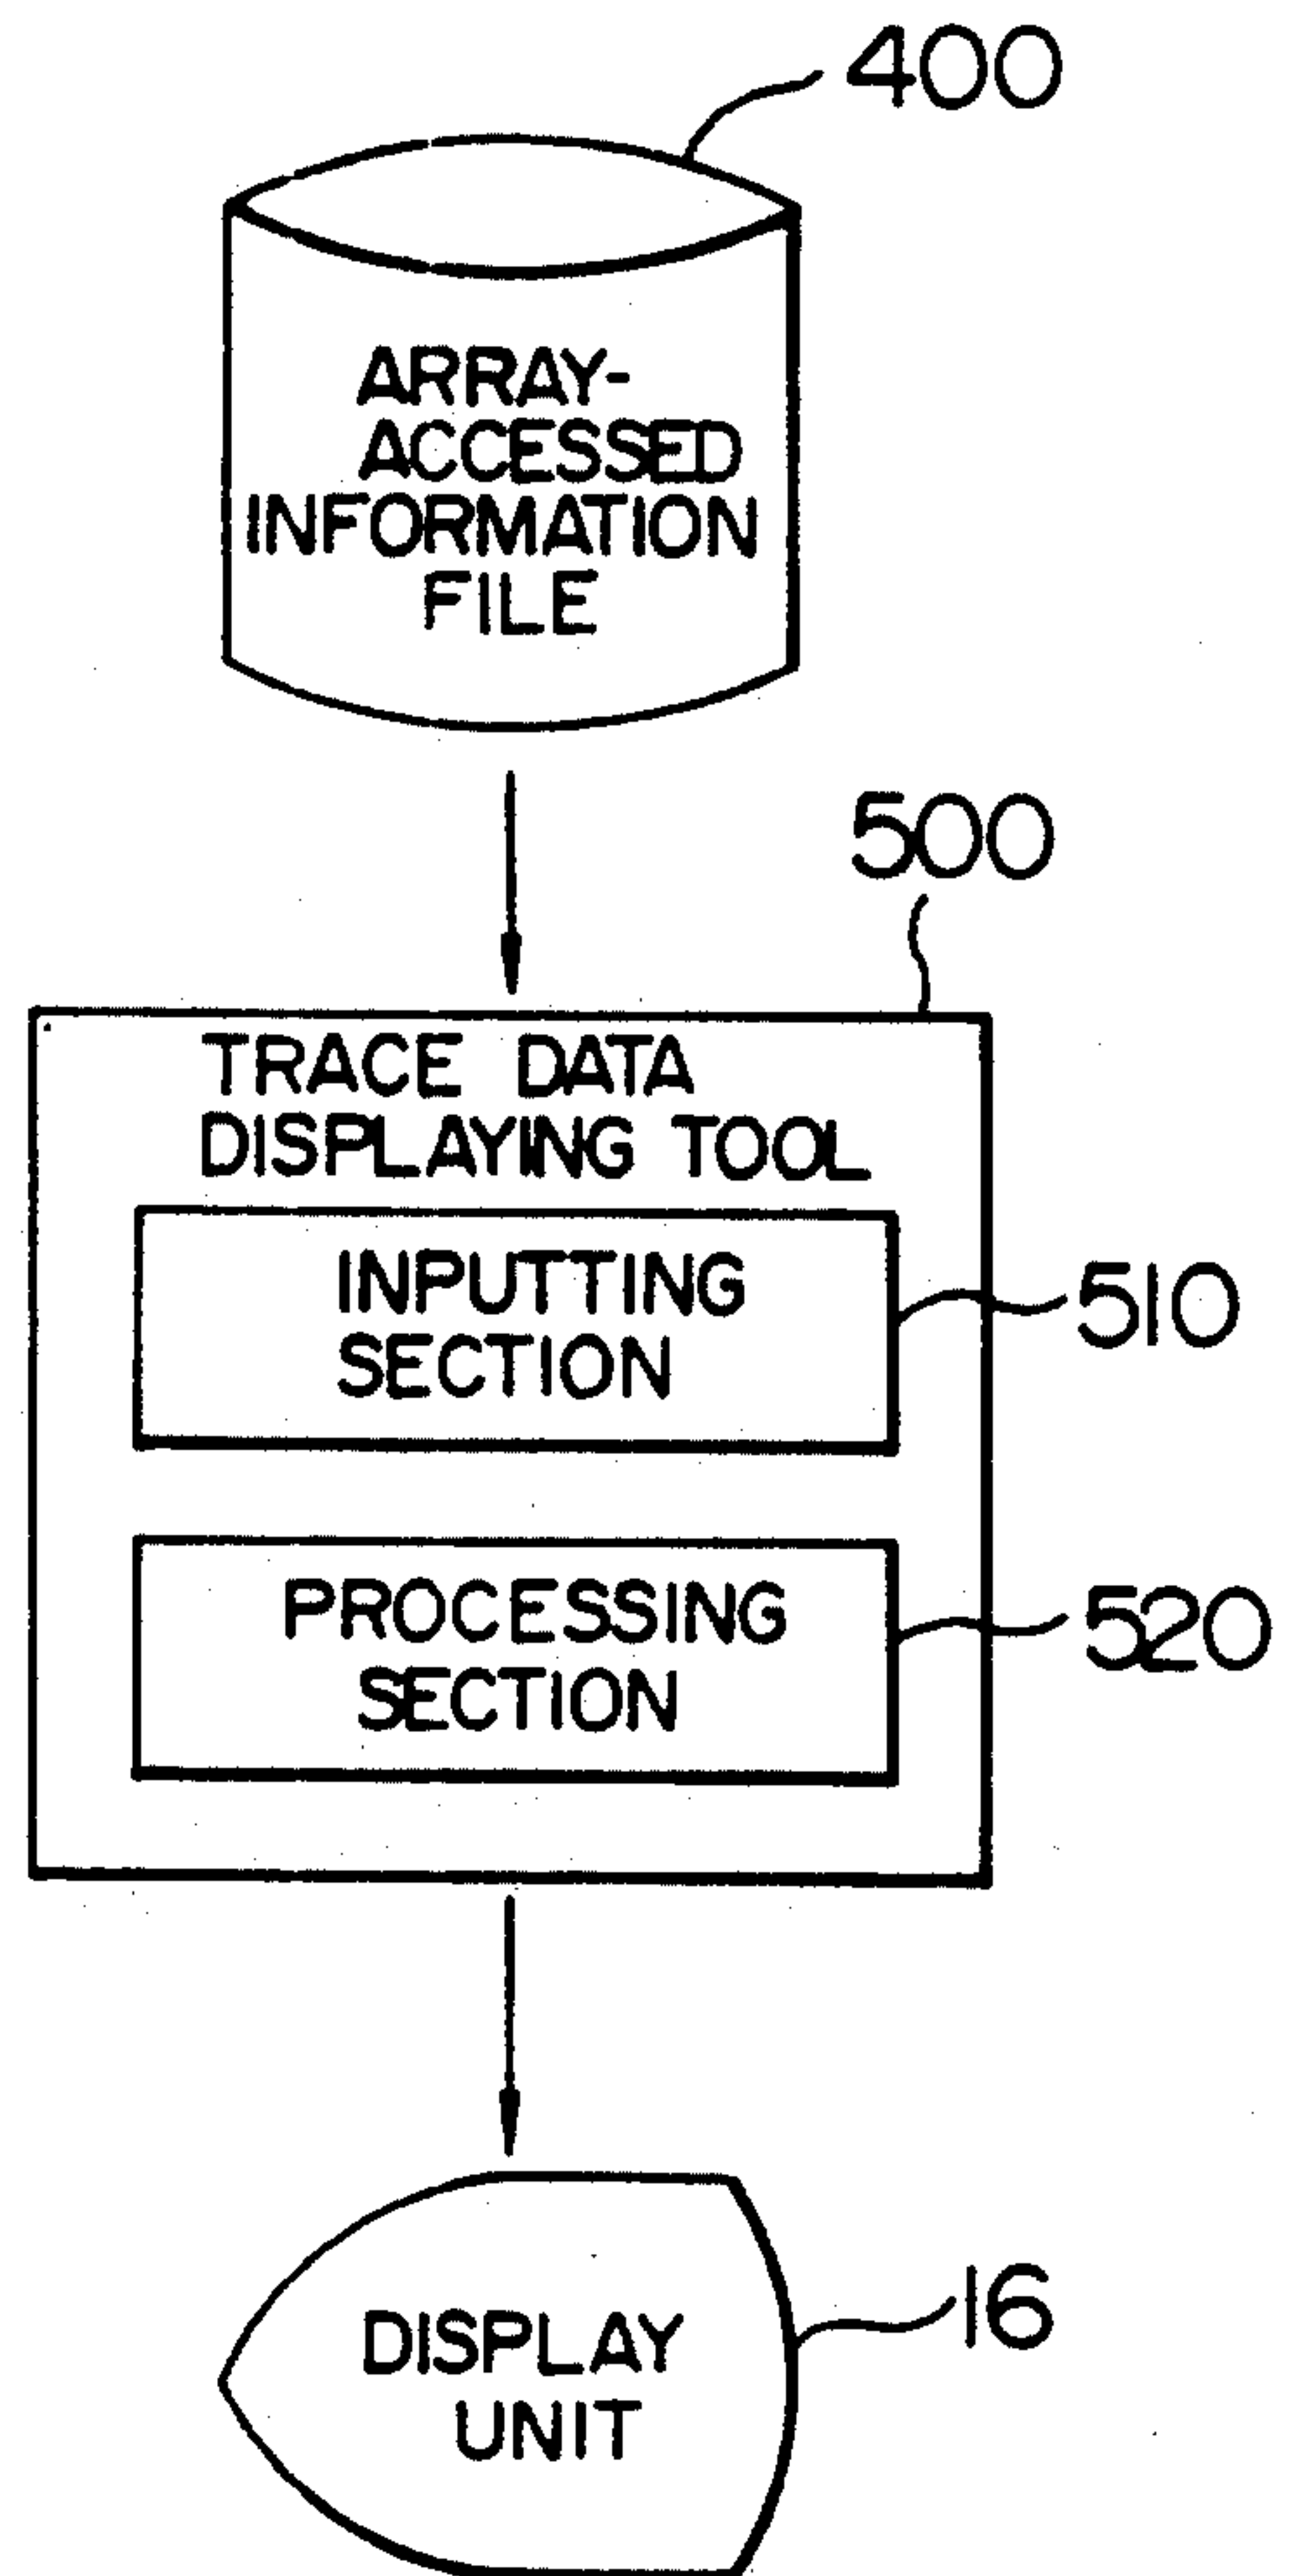 400
ARRAY-
ACCESSED
INFORMATION
FILE
500
TRACE DATA
DISPLAYING TOOL
INPUTTING
SECTION
510
PROCESSING
SECTION
520
DISPLAY
UNIT
16